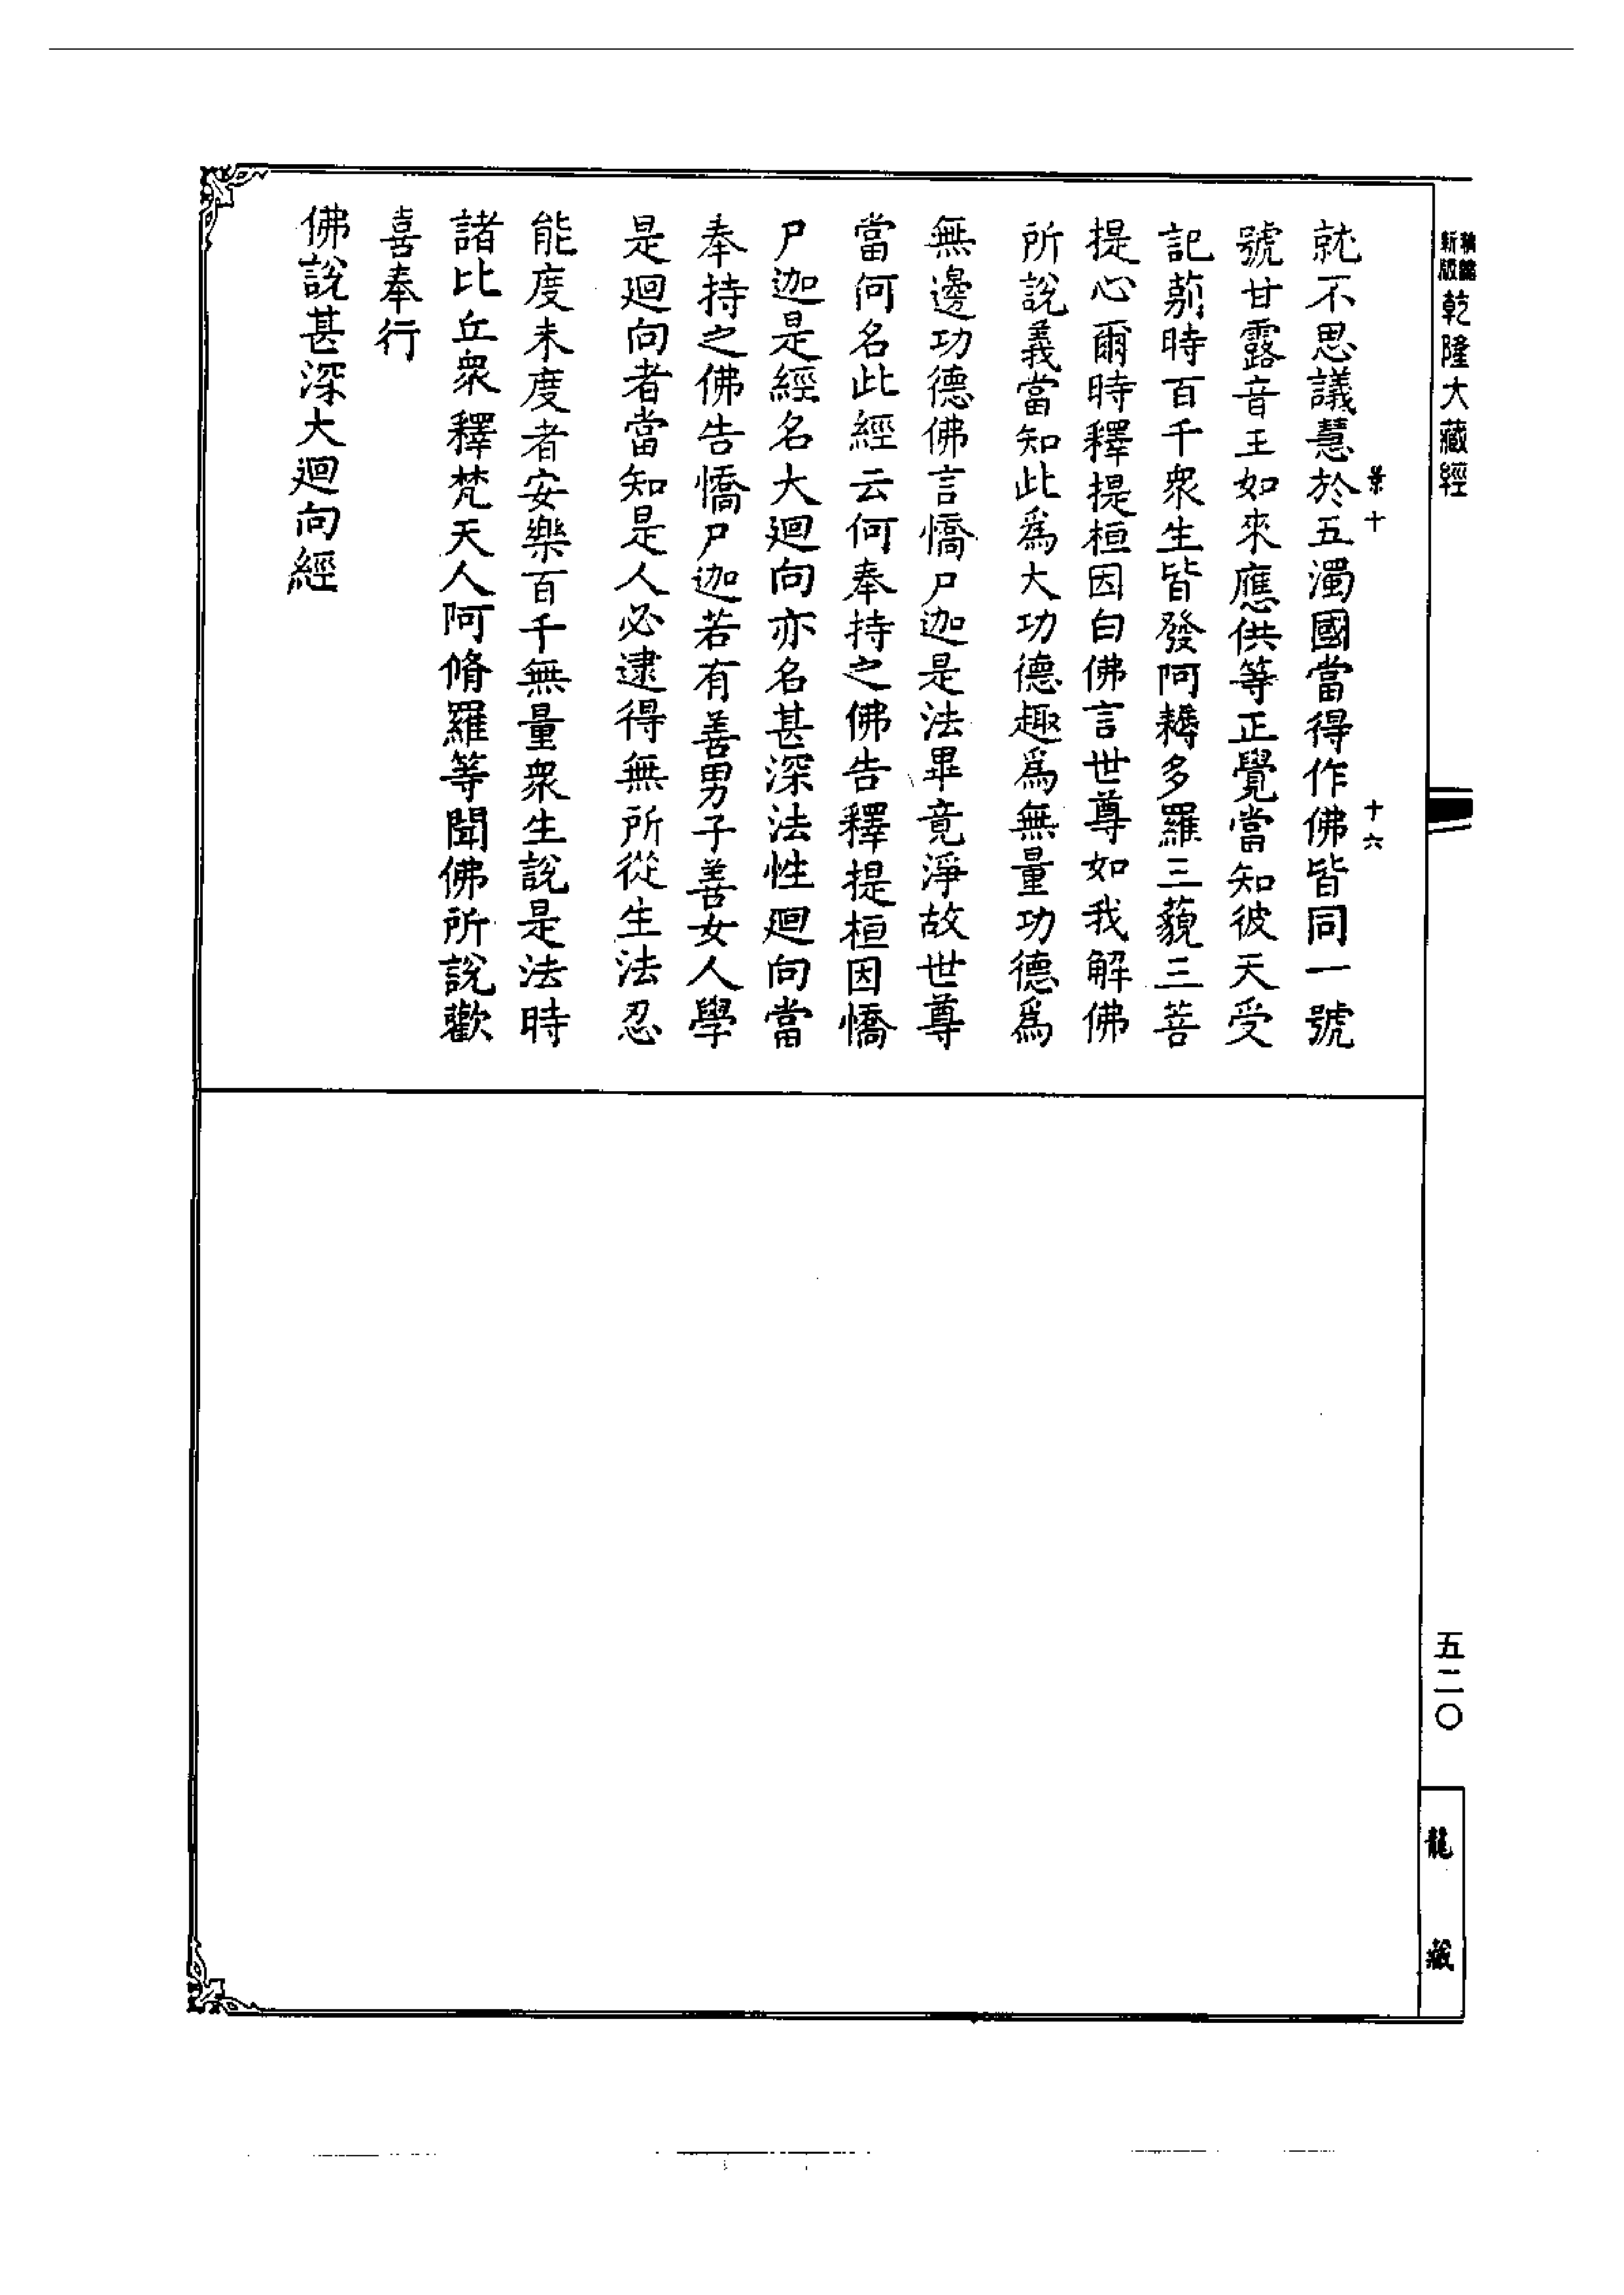 新版
乾隆大藏經
景十
十六
就不思議慧於五濁國當得作佛皆同一號
號甘露音王如來應供等正覺當知彼天受
記莂時百千衆生皆發阿耨多羅三藐三菩
提心爾時釋提桓因白佛言世尊如我解佛
所說義當知此爲大功德趣爲無量功德爲
無邊功德佛言憍尸迦是法畢竟淨故世尊
當何名此經云何奉持之佛告釋提桓因憍
尸迦是經名大迴向亦名甚深法性迴向當
奉持之佛告憍尸迦若有善男子善女人學
是迴向者當知是人必逮得無所從生法忍
能度未度者安樂百千無量衆生說是法時
諸比丘衆釋梵天人阿脩羅等聞佛所說歡
喜奉行
佛說甚深大迴向經
五二〇
龍藏